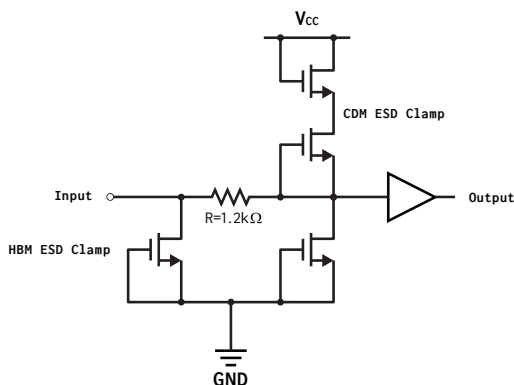 Vcc
CDM ESD Clamp
Input
R=1.2kΩ
Output
HBM ESD Clamp
GND